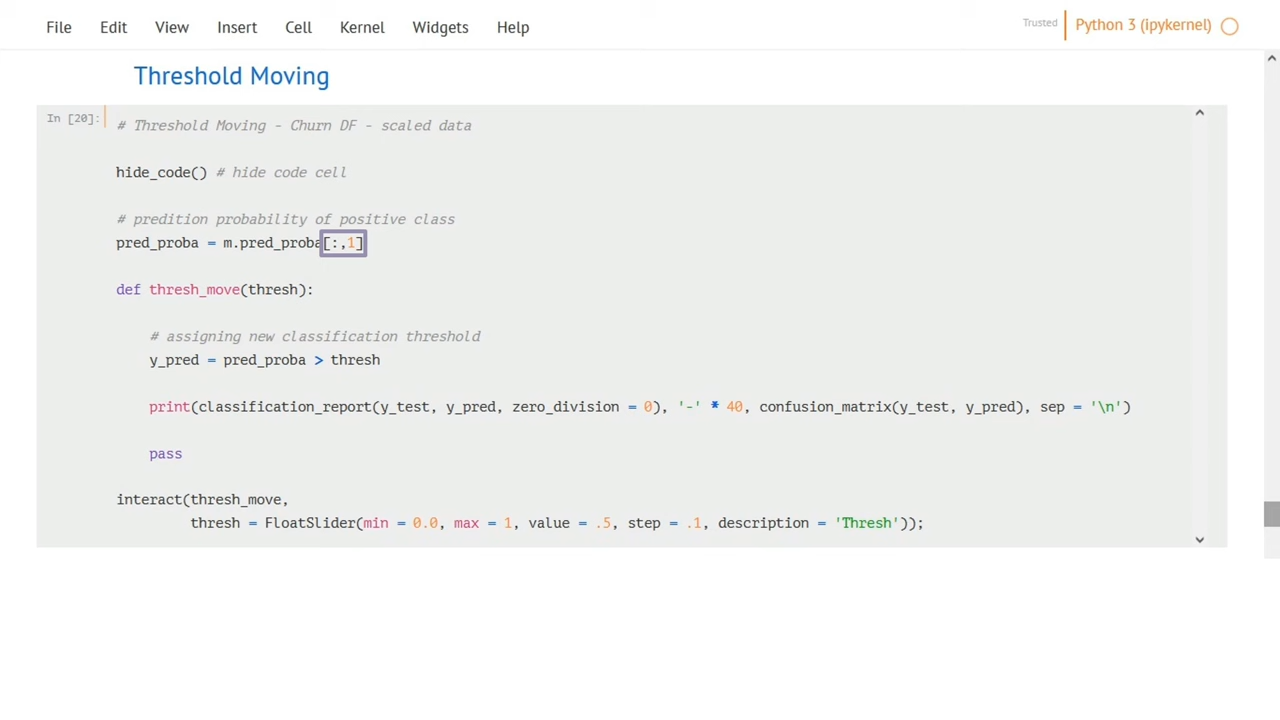 File Edit View Insert Cell Kernel Widgets Help Trusted Python 3 (ipykernel)
Threshold Moving
In [20]: # Threshold Moving - Churn DF - scaled data
hide_code() # hide code cell
# predition probability of positive class
pred_proba = m.pred_proba[:,1]
def thresh_move(thresh):
# assigning new classification threshold
y_pred = pred_proba > thresh
print(classification_report(y_test, y_pred, zero_division = 0), '-' * 40, confusion_matrix(y_test, y_pred), sep = '\n')
pass
interact(thresh_move,
thresh = FloatSlider(min = 0.0, max = 1, value = .5, step = .1, description = 'Thresh'));